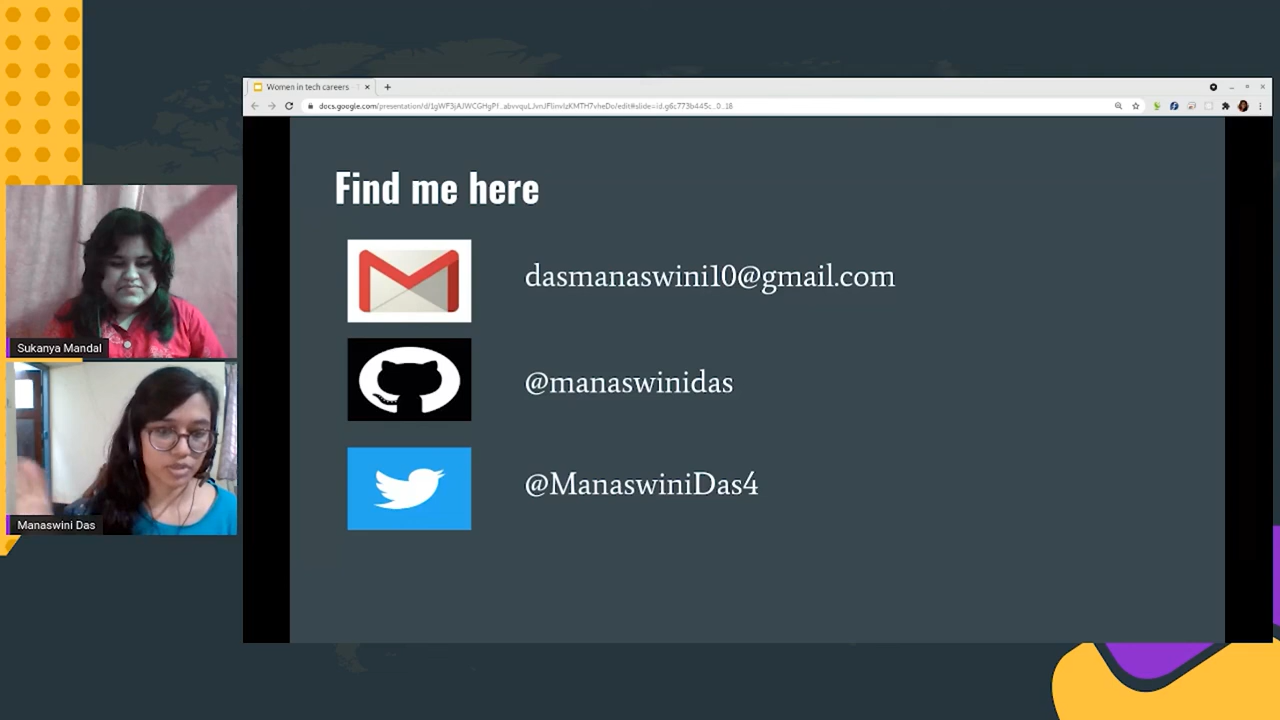 Women in tech careers
Find me here
dasmanaswini10@gmail.com
@manaswinidas
@ManaswiniDas4
Sukanya Mandal
Manaswini Das